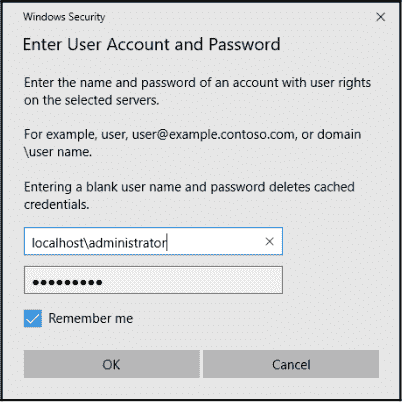 Windows Security
Enter User Account and Password
Enter the name and password of an account with user rights
on the selected servers.
For example, user, user@example.contoso.com, or domain
\user name.
Entering a blank user name and password deletes cached
credentials.
localhost\administrator
●●●●●●●●●
Remember me
OK
Cancel